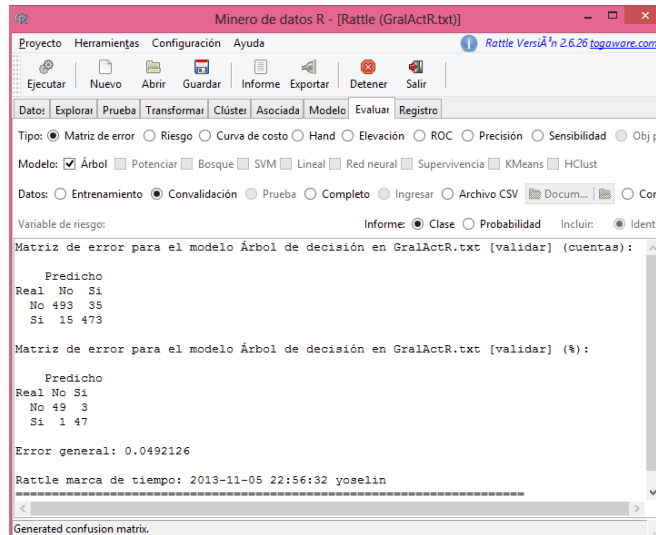 Minero de datos R - [Rattle (GralActR.txt)]
Proyecto Herramientas Configuración Ayuda Rattle VersiÃ³n 2.6.26 togaware.com
Ejecutar Nuevo Abrir Guardar Informe Exportar Detener Salir
Datos Explorar Prueba Transformar Clúster Asociada Modelo Evaluar Registro
Tipo: Matriz de error Riesgo Curva de costo Hand Elevación ROC Precisión Sensibilidad Obj p
Modelo: Árbol Potenciar Bosque SVM Lineal Red neural Supervivencia KMeans HClust
Datos: Entrenamiento Convalidación Prueba Completo Ingresar Archivo CSV Docum... Con
Variable de riesgo: Informe: Clase Probabilidad Incluir: Ident
Matriz de error para el modelo Árbol de decisión en GralActR.txt [validar] (cuentas):
Predicho
Real No Si
No 493 35
Si 15 473
Matriz de error para el modelo Árbol de decisión en GralActR.txt [validar] (%):
Predicho
Real No Si
No 49 3
Si 1 47
Error general: 0.0492126
Rattle marca de tiempo: 2013-11-05 22:56:32 yoselin
======================================================================
Generated confusion matrix.